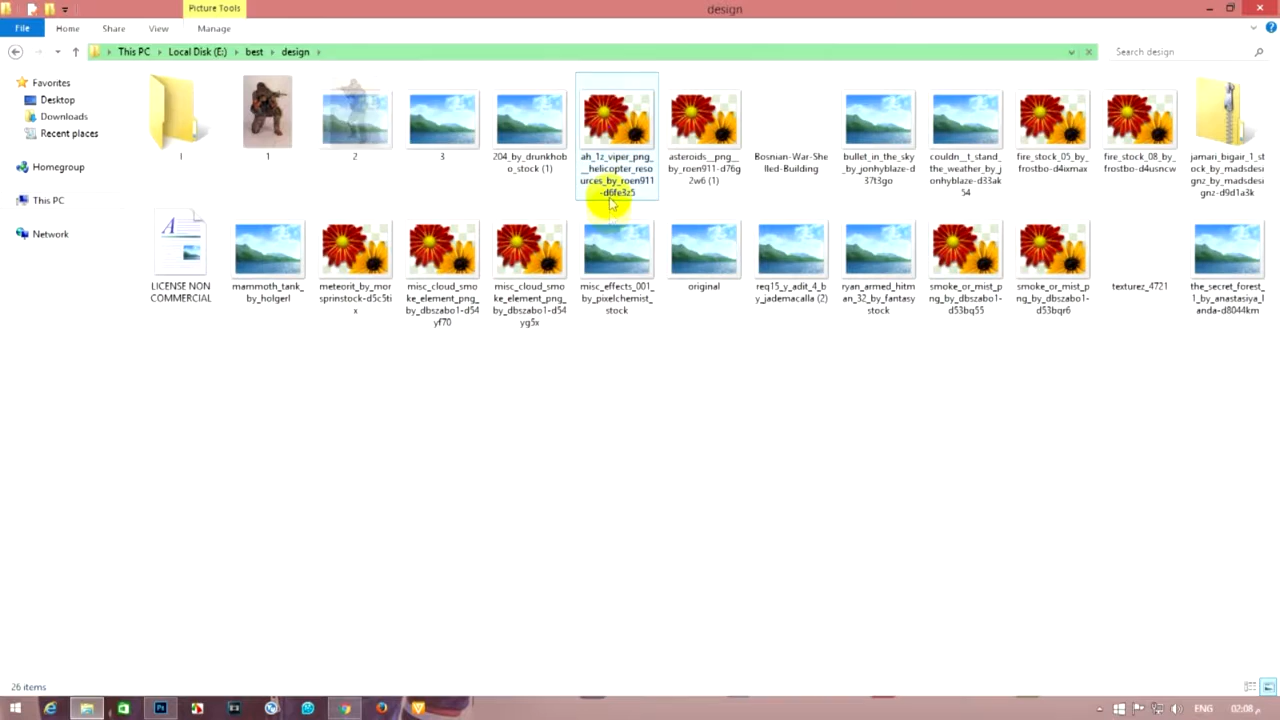 Picture Tools
design
File
Home
Share
View
Manage
This PC
Local Disk (E:)
best
design
Search design
Favorites
Desktop
Downloads
Recent places
Homegroup
This PC
Network
1
2
3
204_by_drunkhob
o_stock (1)
ah_1z_viper_png_
_helicopter_reso
urces_by_roen911
-d6fe3z5
asteroids__png__
by_roen911-d76g
2w6 (1)
Bosnian-War-She
lled-Building
bullet_in_the_sky
_by_jonhyblaze-d
37t3go
couldn__t_stand_
the_weather_by_j
onhyblaze-d33ak
54
fire_stock_05_by_
frostbo-d4ixmax
fire_stock_08_by_
frostbo-d4usncw
jamari_bigair_1_st
ock_by_madsdesi
gnz_by_madsdesi
gnz-d9d1a3k
LICENSE NON
COMMERCIAL
mammoth_tank_
by_holgerl
meteorit_by_mor
sprinstock-d5c5ti
x
misc_cloud_smo
ke_element_png_
by_dbszabo1-d54
yf70
misc_cloud_smo
ke_element_png_
by_dbszabo1-d54
yg5x
misc_effects_001_
by_pixelchemist_
stock
original
req15_y_adit_4_b
y_jademacalla (2)
ryan_armed_hitm
an_32_by_fantasy
stock
smoke_or_mist_p
ng_by_dbszabo1-
d53bq55
smoke_or_mist_p
ng_by_dbszabo1-
d53bqr6
texturez_4721
the_secret_forest_
1_by_anastasiya_l
anda-d8044km
26 items
ENG
02:08 م